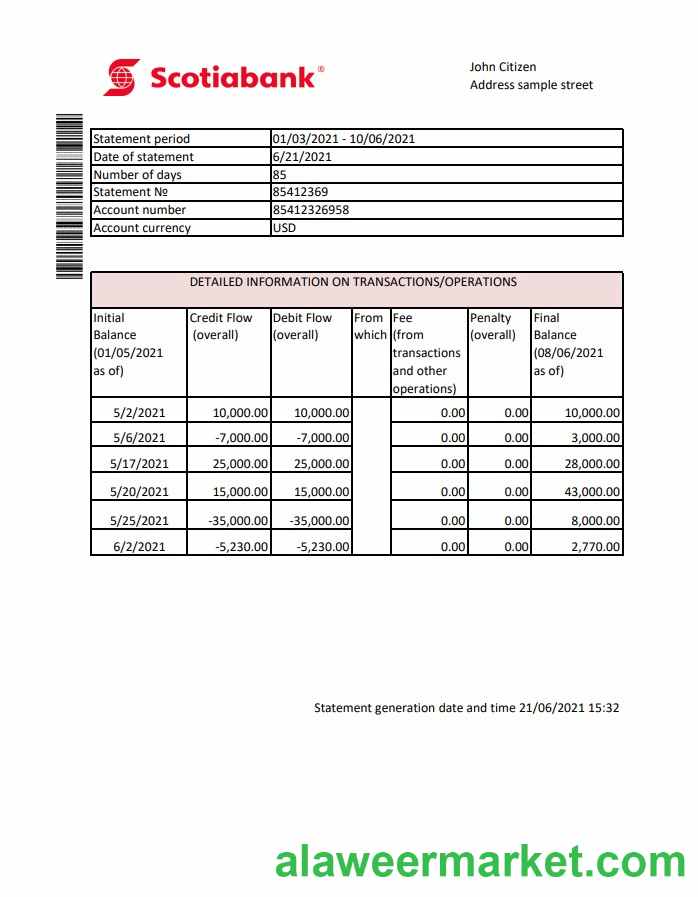 Scotiabank®
John Citizen
Address sample street
Statement period 01/03/2021 - 10/06/2021
Date of statement 6/21/2021
Number of days 85
Statement № 85412369
Account number 85412326958
Account currency USD
DETAILED INFORMATION ON TRANSACTIONS/OPERATIONS
Initial Balance (01/05/2021 as of) Credit Flow (overall) Debit Flow (overall) From which Fee (from transactions and other operations) Penalty (overall) Final Balance (08/06/2021 as of)
5/2/2021 10,000.00 10,000.00 0.00 0.00 10,000.00
5/6/2021 -7,000.00 -7,000.00 0.00 0.00 3,000.00
5/17/2021 25,000.00 25,000.00 0.00 0.00 28,000.00
5/20/2021 15,000.00 15,000.00 0.00 0.00 43,000.00
5/25/2021 -35,000.00 -35,000.00 0.00 0.00 8,000.00
6/2/2021 -5,230.00 -5,230.00 0.00 0.00 2,770.00
Statement generation date and time 21/06/2021 15:32
alaweermarket.com